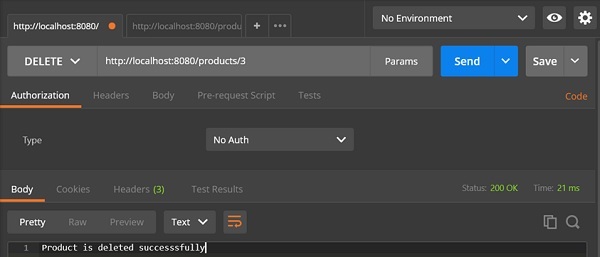 http://localhost:8080/ http://localhost:8080/produ + ••• No Environment
DELETE http://localhost:8080/products/3 Params Send Save
Authorization Headers Body Pre-request Script Tests Code
Type No Auth
Body Cookies Headers (3) Test Results Status: 200 OK Time: 21 ms
Pretty Raw Preview Text
1 Product is deleted successsfully